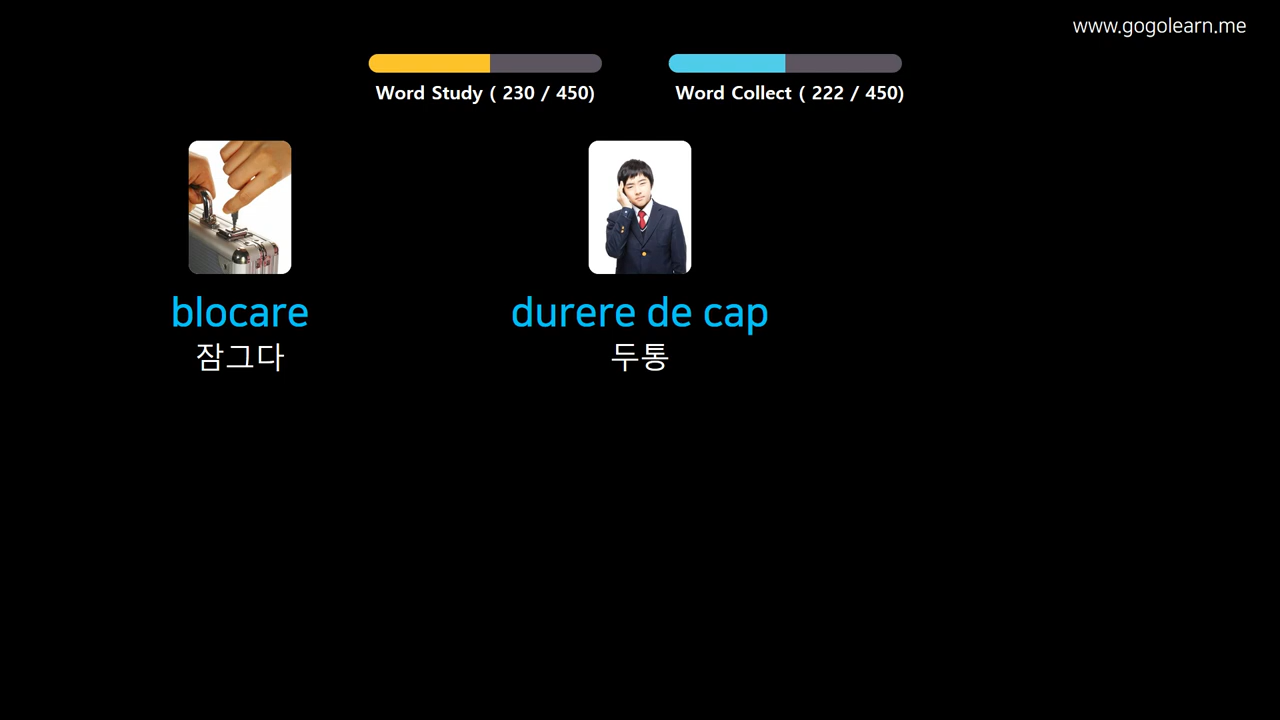 www.gogolearn.me
Word Study ( 230 / 450)
Word Collect ( 222 / 450)
blocare
잠그다
durere de cap
두통